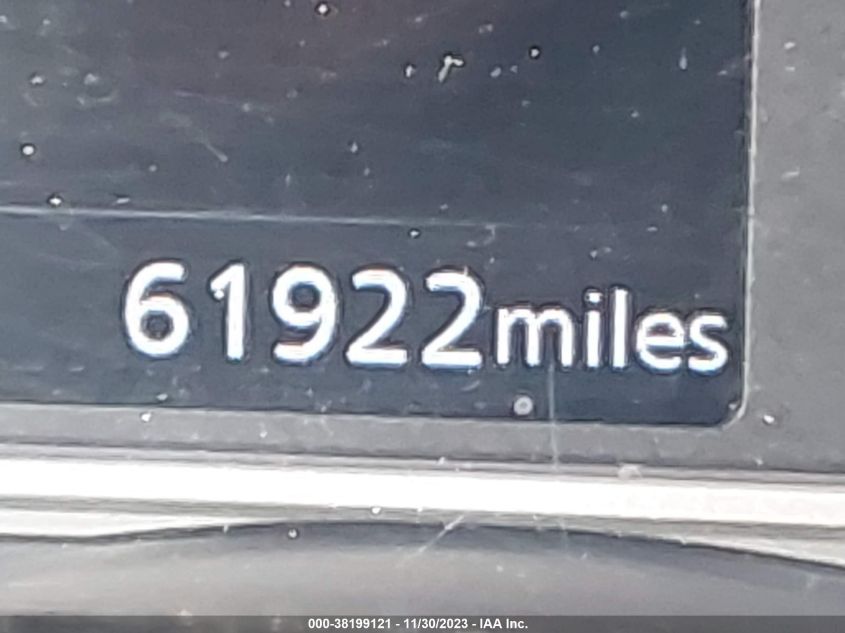 61922miles
000-38199121 - 11/30/2023 - IAA Inc.